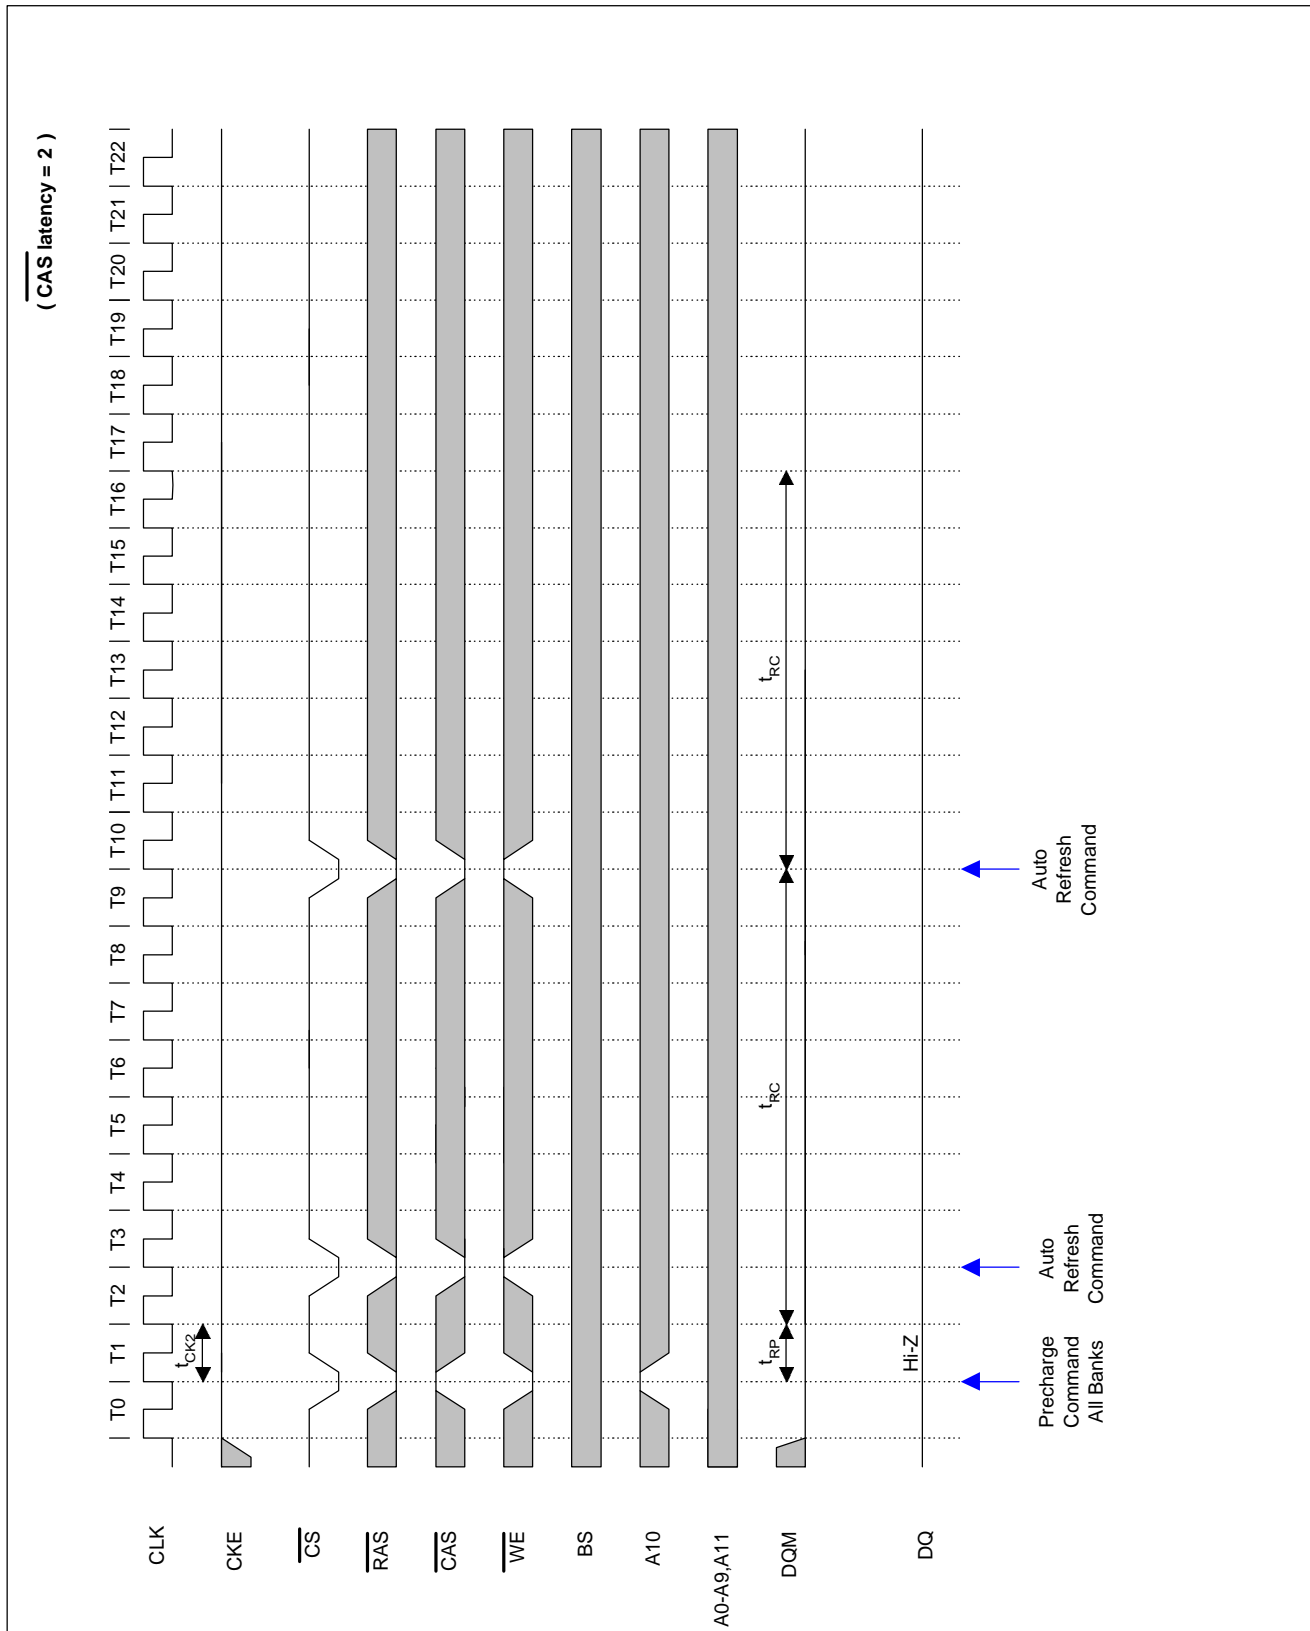 ( CAS latency = 2 )
T0 T1 T2 T3 T4 T5 T6 T7 T8 T9 T10 T11 T12 T13 T14 T15 T16 T17 T18 T19 T20 T21 T22
CLK
tCK2
CKE
CS
RAS
CAS
WE
BS
A10
A0-A9,A11
DQM
tRP
tRC
tRC
DQ
Hi-Z
Precharge
Command
All Banks
Auto
Refresh
Command
Auto
Refresh
Command